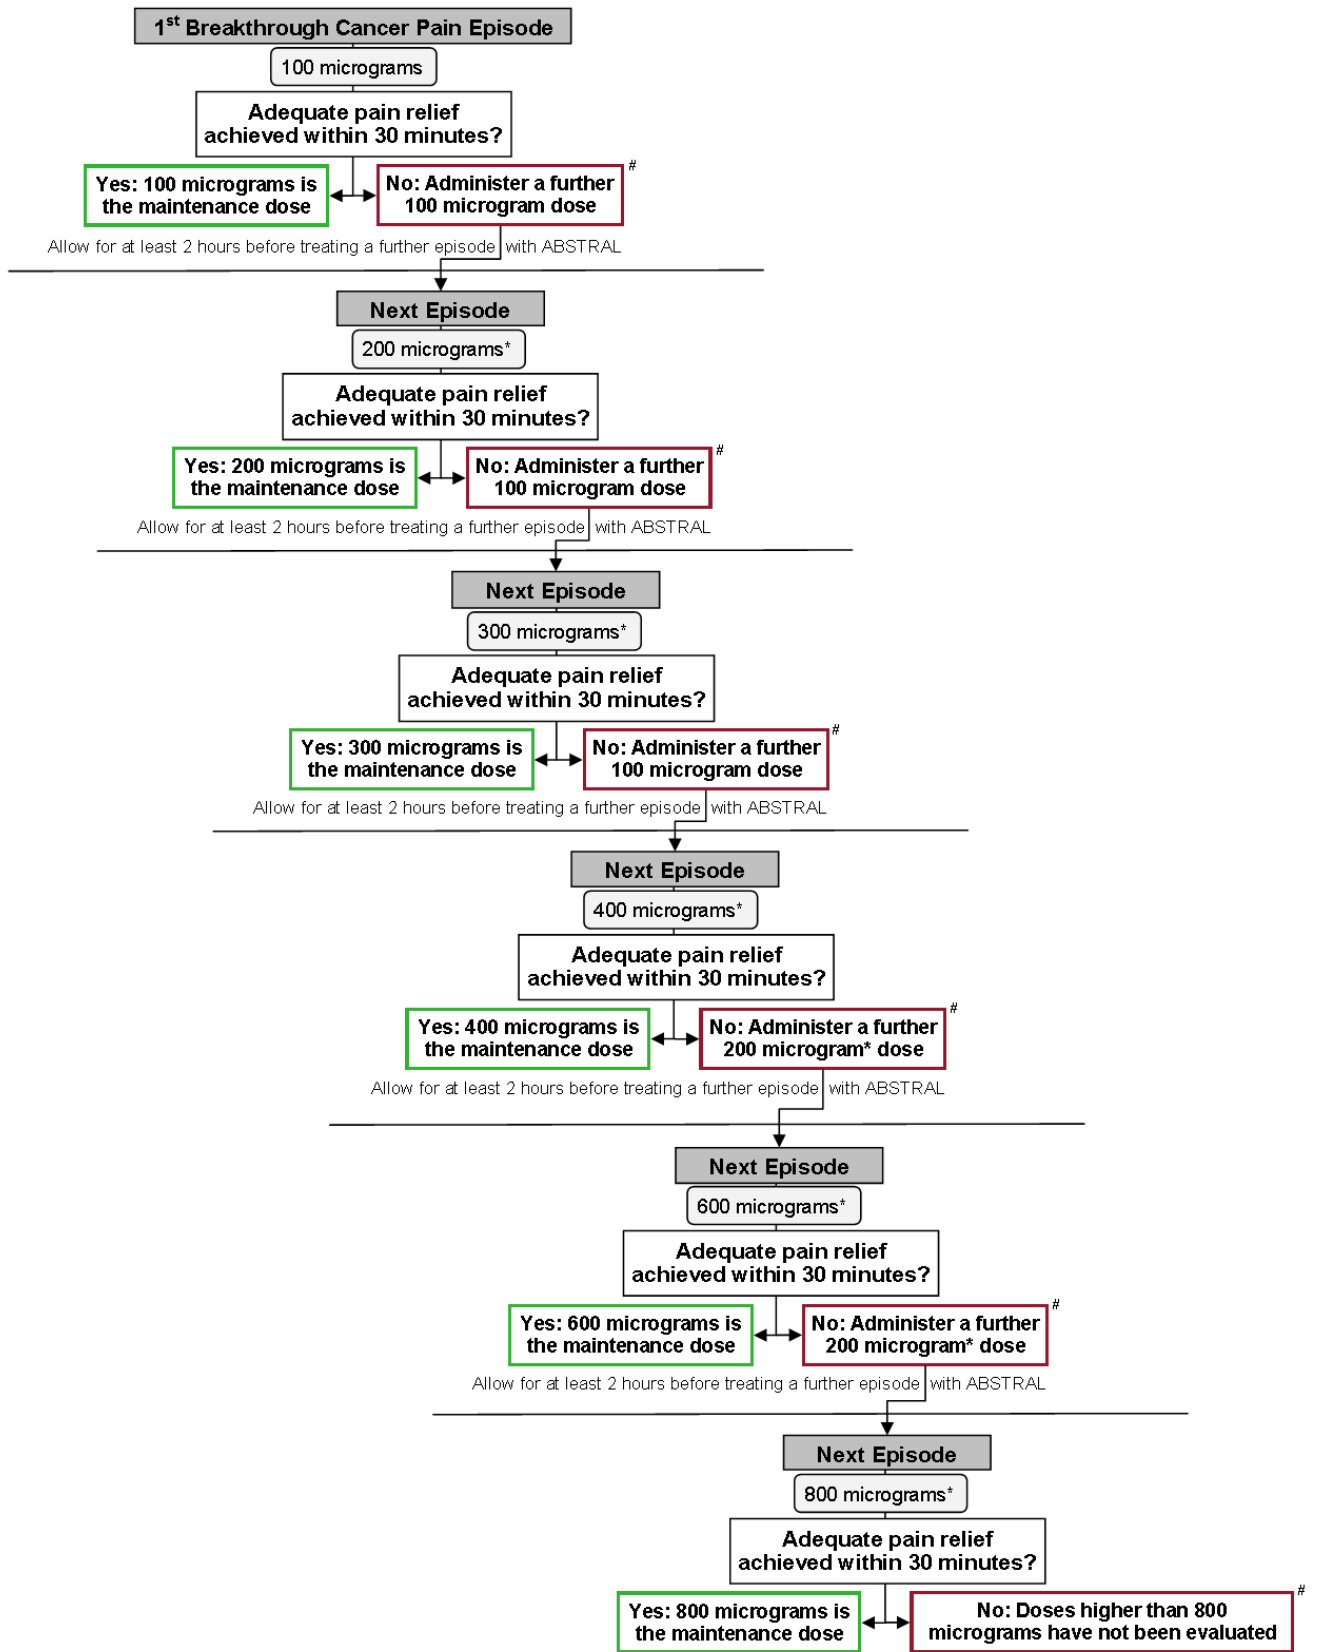 1st Breakthrough Cancer Pain Episode
100 micrograms
Adequate pain relief
achieved within 30 minutes?
Yes: 100 micrograms is
the maintenance dose
#
No: Administer a further
100 microgram dose
Allow for at least 2 hours before treating a further episode with ABSTRAL
Next Episode
200 micrograms*
Adequate pain relief
achieved within 30 minutes?
Yes: 200 micrograms is
the maintenance dose
#
No: Administer a further
100 microgram dose
Allow for at least 2 hours before treating a further episode with ABSTRAL
Next Episode
300 micrograms*
Adequate pain relief
achieved within 30 minutes?
Yes: 300 micrograms is
the maintenance dose
#
No: Administer a further
100 microgram dose
Allow for at least 2 hours before treating a further episode with ABSTRAL
Next Episode
400 micrograms*
Adequate pain relief
achieved within 30 minutes?
Yes: 400 micrograms is
the maintenance dose
#
No: Administer a further
200 microgram* dose
Allow for at least 2 hours before treating a further episode with ABSTRAL
Next Episode
600 micrograms*
Adequate pain relief
achieved within 30 minutes?
Yes: 600 micrograms is
the maintenance dose
#
No: Administer a further
200 microgram* dose
Allow for at least 2 hours before treating a further episode with ABSTRAL
Next Episode
800 micrograms*
Adequate pain relief
achieved within 30 minutes?
Yes: 800 micrograms is
the maintenance dose
#
No: Doses higher than 800
micrograms have not been evaluated